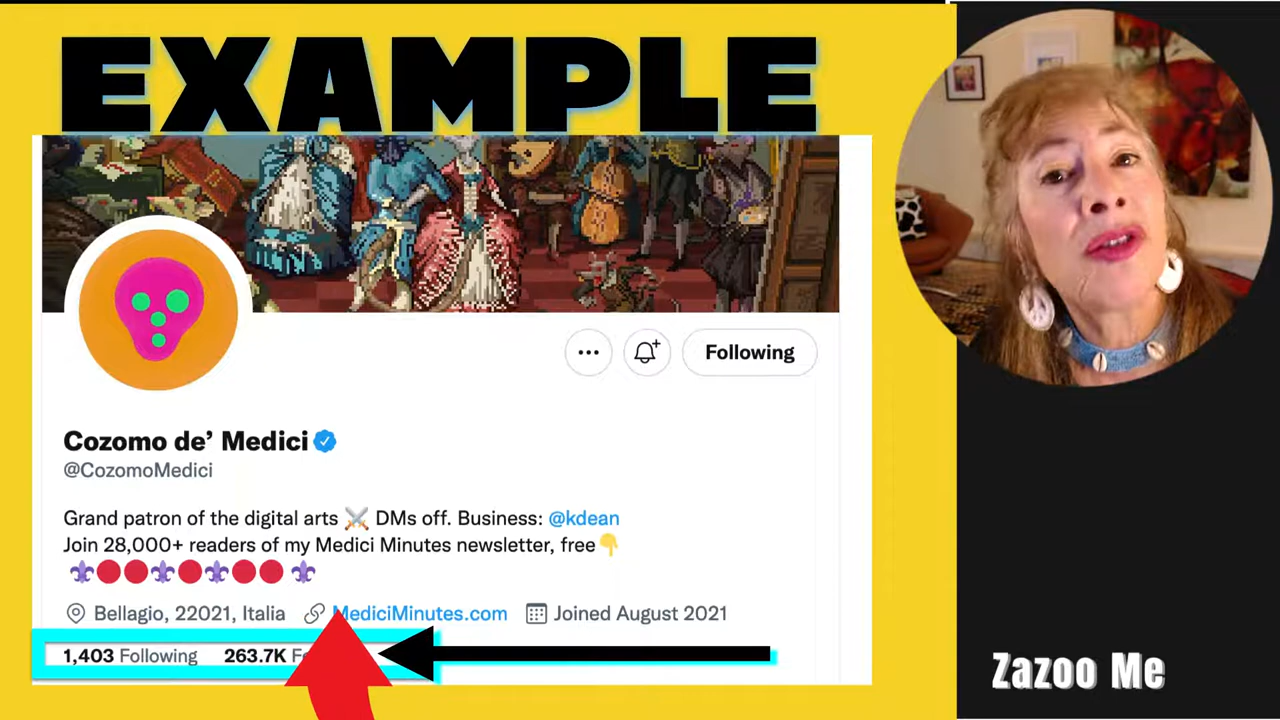 EXAMPLE
Following
Cozomo de’ Medici
@CozomoMedici
Grand patron of the digital arts ⚔️ DMs off. Business: @kdean
Join 28,000+ readers of my Medici Minutes newsletter, free👇
⚜️🔴🔴⚜️🔴⚜️🔴🔴⚜️
Bellagio, 22021, Italia MediciMinutes.com Joined August 2021
1,403 Following 263.7K
Zazoo Me